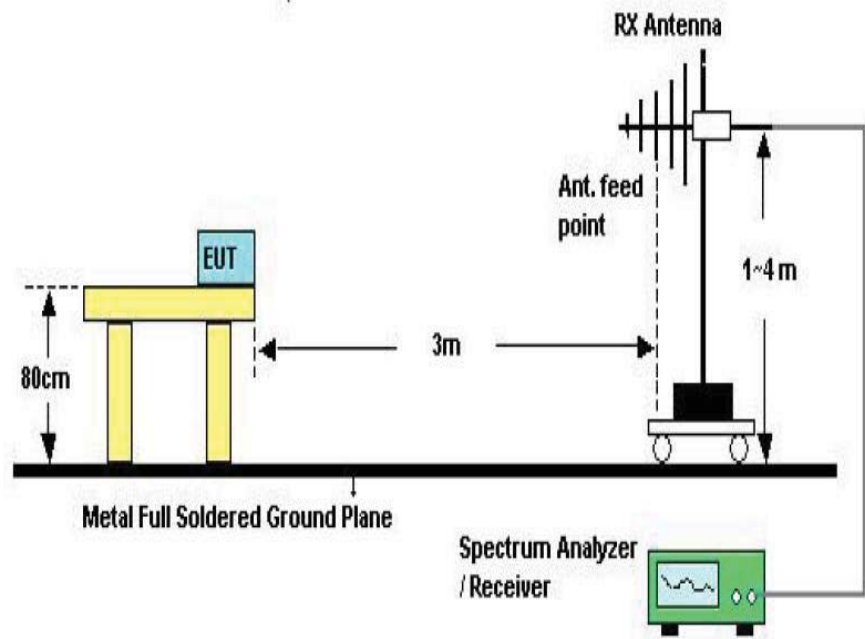 RX Antenna
Ant. feed
point
EUT
1~4 m
3m
80cm
Metal Full Soldered Ground Plane
Spectrum Analyzer
/ Receiver